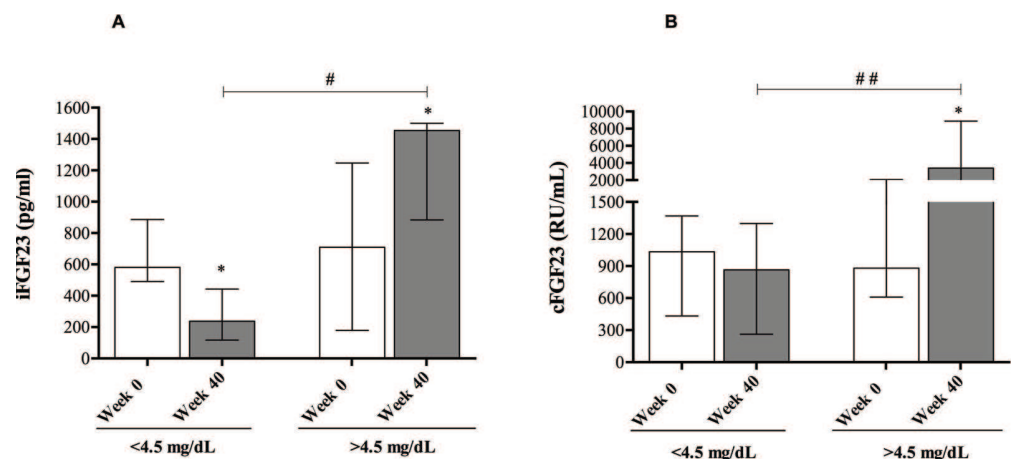 A
B
#
# #
iFGF23 (pg/ml)
1600
1400
1200
1000
800
600
400
200
0
*
*
Week 0
Week 40
Week 0
Week 40
<4.5 mg/dL
>4.5 mg/dL
cFGF23 (RU/mL)
10000
8000
6000
4000
2000
1500
1200
900
600
300
0
*
Week 0
Week 40
Week 0
Week 40
<4.5 mg/dL
>4.5 mg/dL